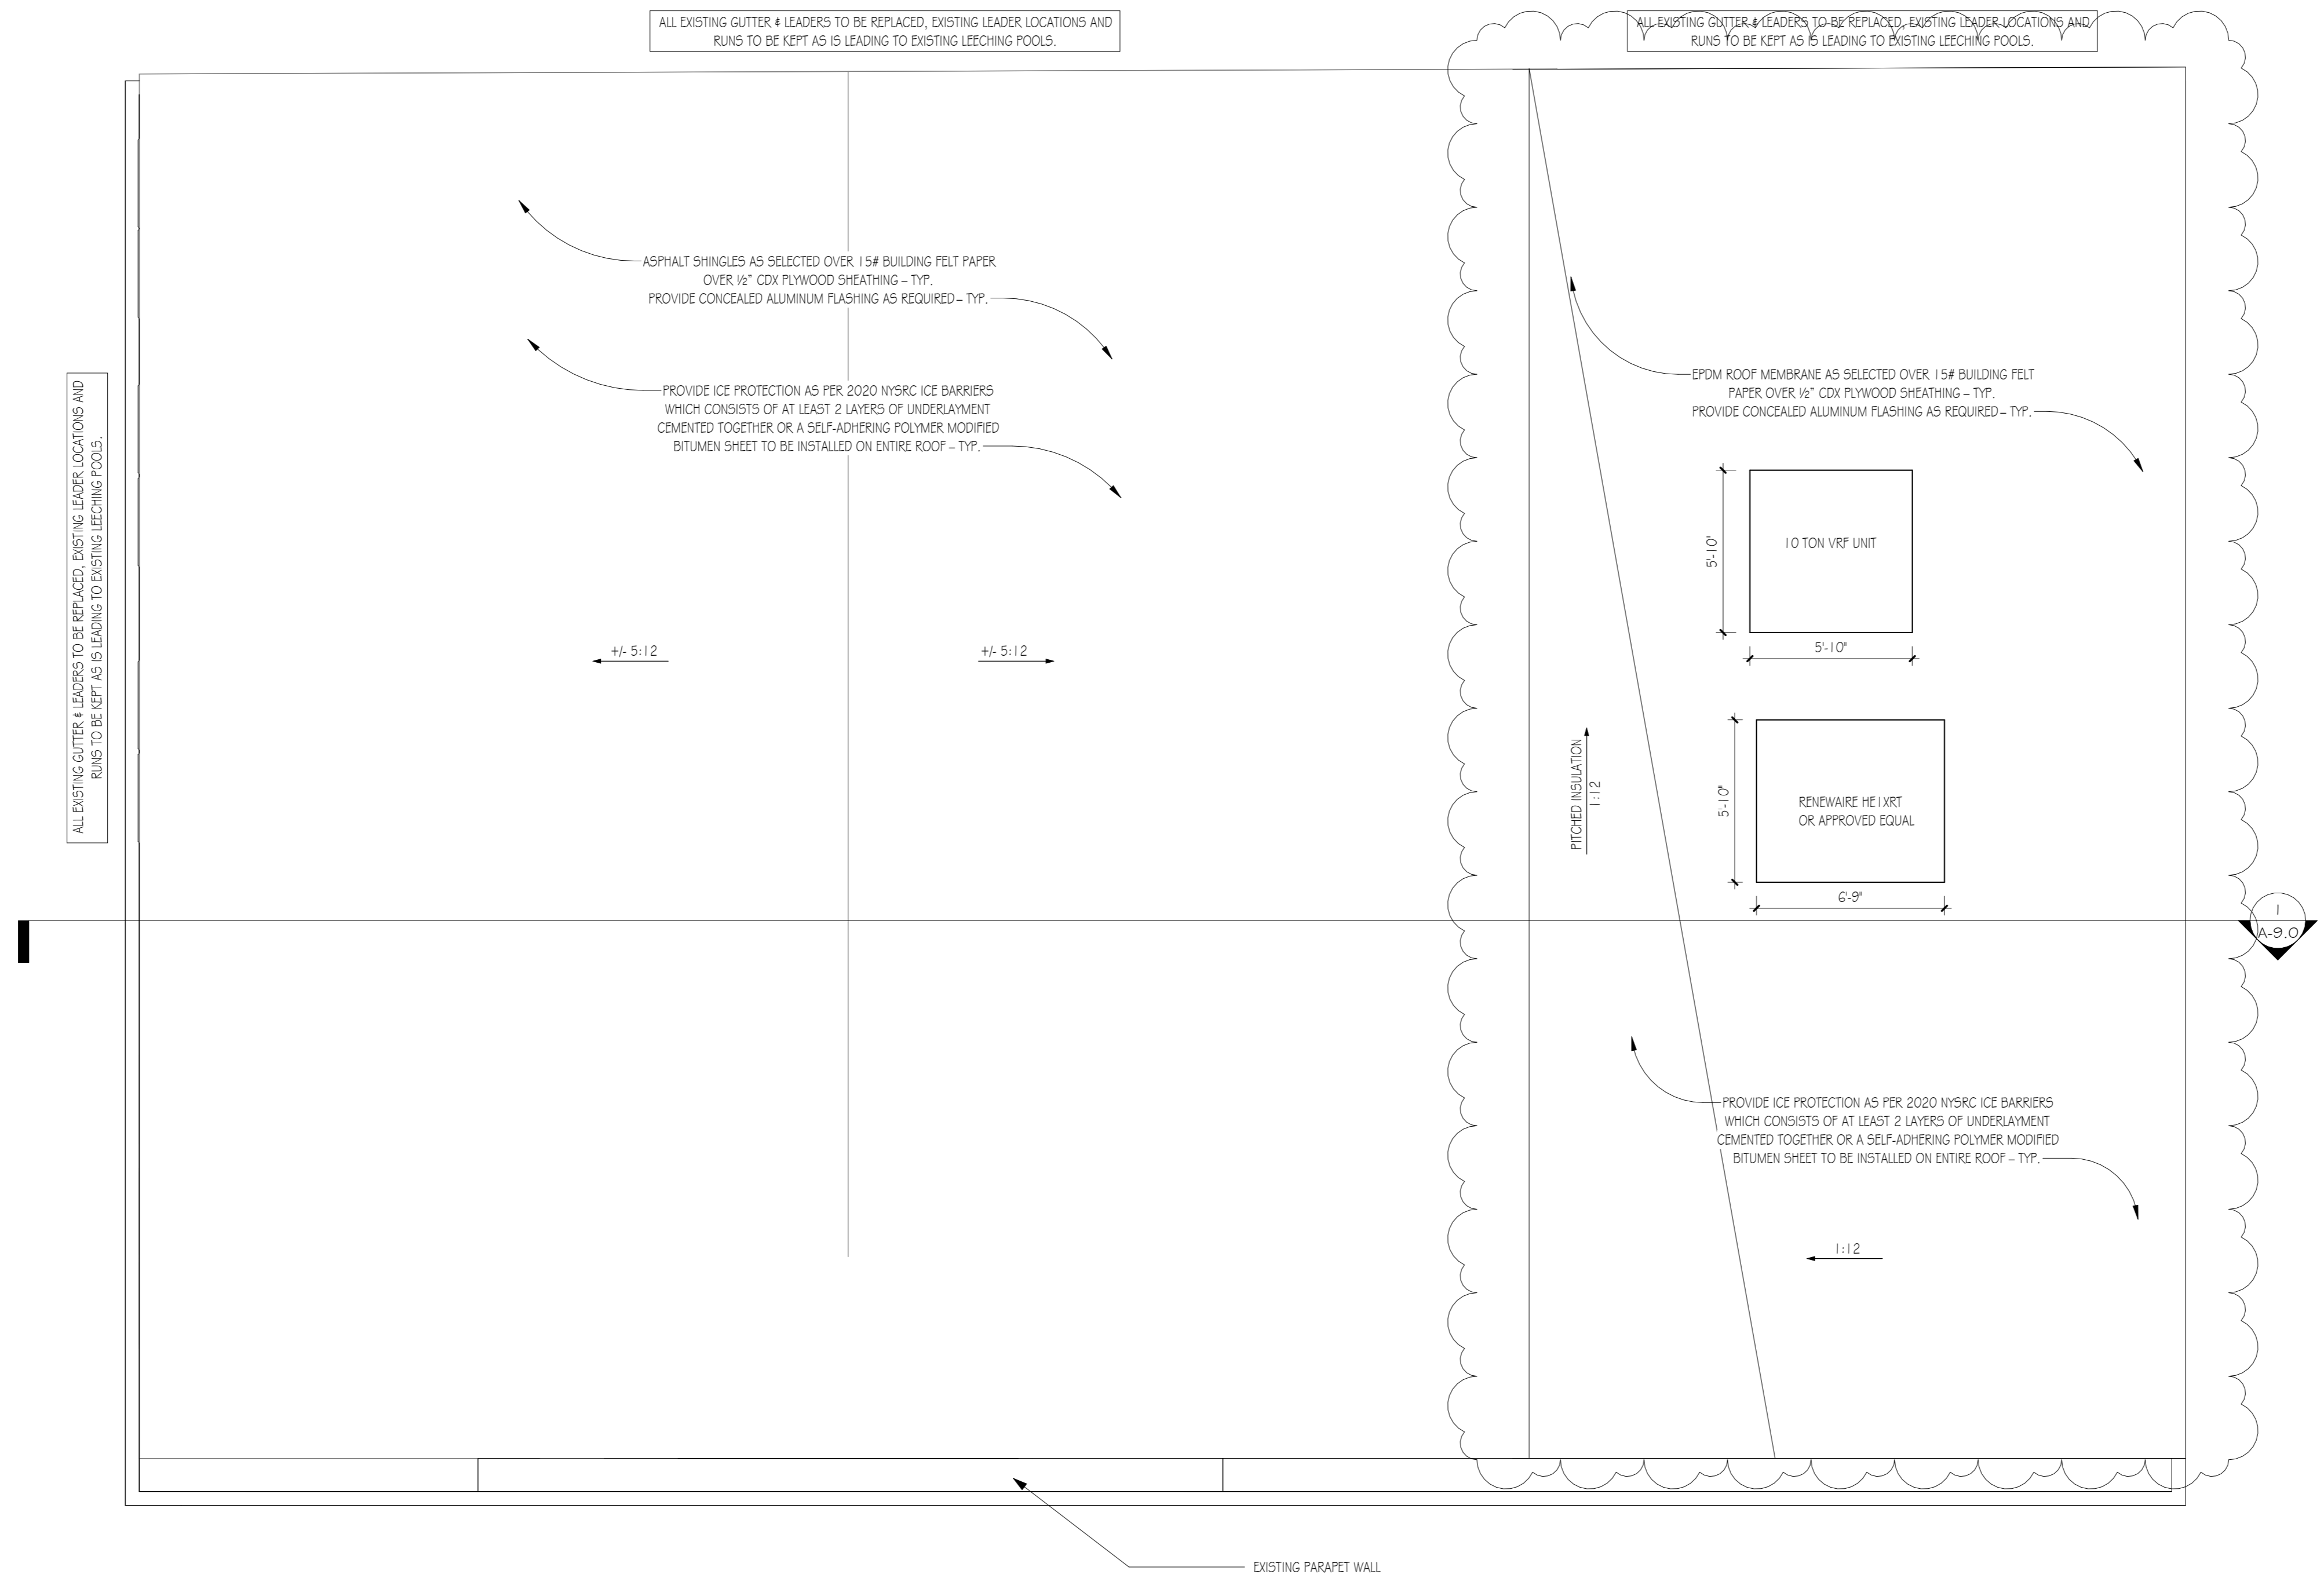 ALL EXISTING GUTTER & LEADERS TO BE REPLACED, EXISTING LEADER LOCATIONS AND
RUNS TO BE KEPT AS IS LEADING TO EXISTING LEECHING POOLS.
ALL EXISTING GUTTER & LEADERS TO BE REPLACED, EXISTING LEADER LOCATIONS AND
RUNS TO BE KEPT AS IS LEADING TO EXISTING LEECHING POOLS.
ALL EXISTING GUTTER & LEADERS TO BE REPLACED, EXISTING LEADER LOCATIONS AND
RUNS TO BE KEPT AS IS LEADING TO EXISTING LEECHING POOLS.
ASPHALT SHINGLES AS SELECTED OVER 15# BUILDING FELT PAPER
OVER ½" CDX PLYWOOD SHEATHING – TYP.
PROVIDE CONCEALED ALUMINUM FLASHING AS REQUIRED – TYP.
PROVIDE ICE PROTECTION AS PER 2020 NYSRC ICE BARRIERS
WHICH CONSISTS OF AT LEAST 2 LAYERS OF UNDERLAYMENT
CEMENTED TOGETHER OR A SELF-ADHERING POLYMER MODIFIED
BITUMEN SHEET TO BE INSTALLED ON ENTIRE ROOF – TYP.
EPDM ROOF MEMBRANE AS SELECTED OVER 15# BUILDING FELT
PAPER OVER ½" CDX PLYWOOD SHEATHING – TYP.
PROVIDE CONCEALED ALUMINUM FLASHING AS REQUIRED – TYP.
5'-10"
10 TON VRF UNIT
5'-10"
+/- 5:12
+/- 5:12
PITCHED INSULATION
1:12
5'-10"
RENEWAIRE HE1XRT
OR APPROVED EQUAL
6'-9"
1
A-9.0
PROVIDE ICE PROTECTION AS PER 2020 NYSRC ICE BARRIERS
WHICH CONSISTS OF AT LEAST 2 LAYERS OF UNDERLAYMENT
CEMENTED TOGETHER OR A SELF-ADHERING POLYMER MODIFIED
BITUMEN SHEET TO BE INSTALLED ON ENTIRE ROOF – TYP.
1:12
EXISTING PARAPET WALL